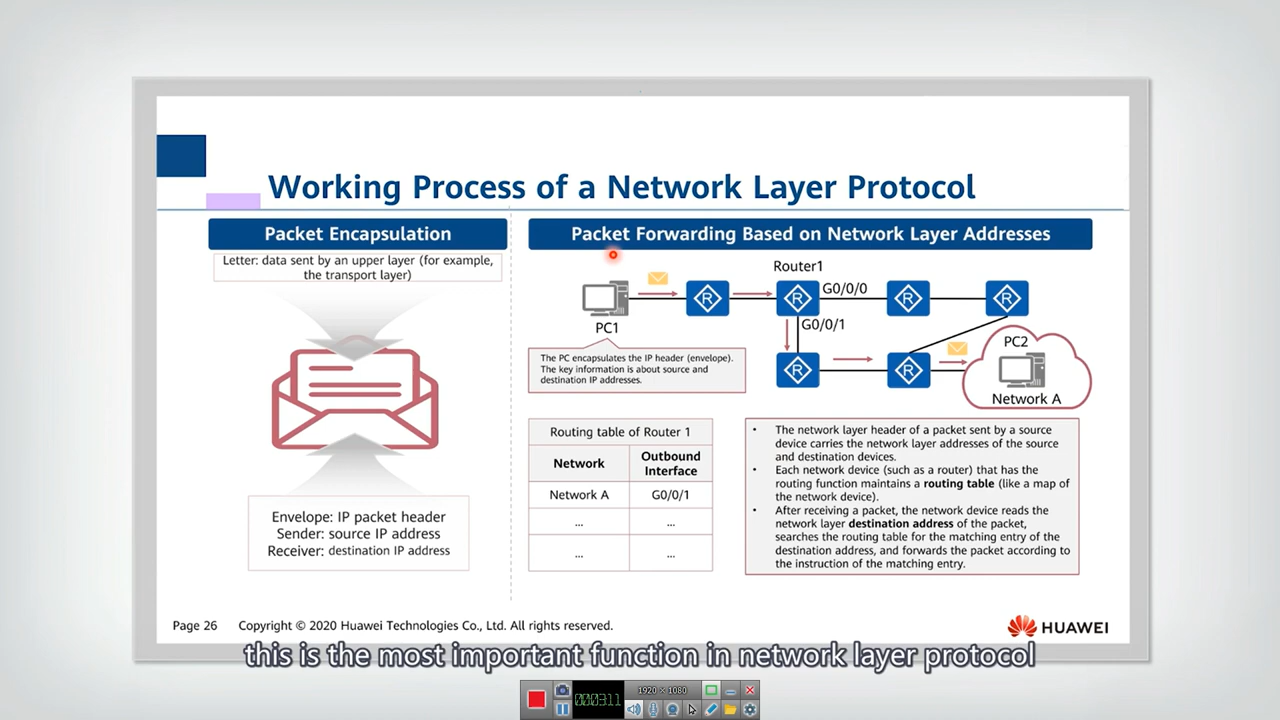 Working Process of a Network Layer Protocol
Packet Encapsulation
Letter: data sent by an upper layer (for example,
the transport layer)
Envelope: IP packet header
Sender: source IP address
Receiver: destination IP address
Packet Forwarding Based on Network Layer Addresses
Router1
G0/0/0
G0/0/1
PC1
PC2
Network A
The PC encapsulates the IP header (envelope).
The key information is about source and
destination IP addresses.
Routing table of Router 1
Network
Outbound
Interface
Network A
G0/0/1
...
...
...
...
• The network layer header of a packet sent by a source
device carries the network layer addresses of the source
and destination devices.
• Each network device (such as a router) that has the
routing function maintains a routing table (like a map of
the network device).
• After receiving a packet, the network device reads the
network layer destination address of the packet,
searches the routing table for the matching entry of the
destination address, and forwards the packet according to
the instruction of the matching entry.
Page 26
Copyright © 2020 Huawei Technologies Co., Ltd. All rights reserved.
HUAWEI
this is the most important function in network layer protocol
000311
1920 × 1080